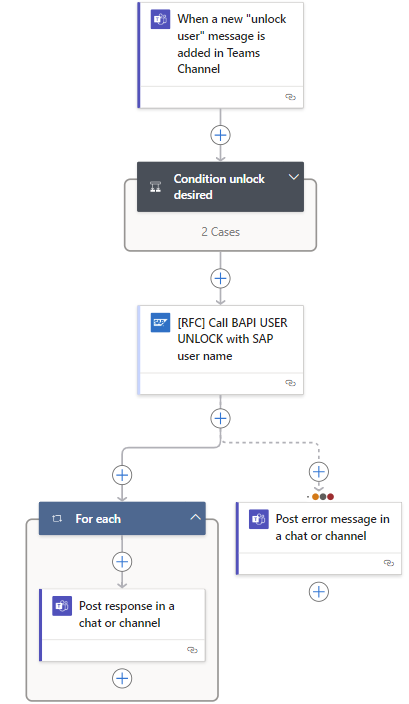 When a new "unlock
user" message is
added in Teams
Channel
Condition unlock
desired
2 Cases
SAP
[RFC] Call BAPI USER
UNLOCK with SAP
user name
For each
Post error message in
a chat or channel
Post response in a
chat or channel